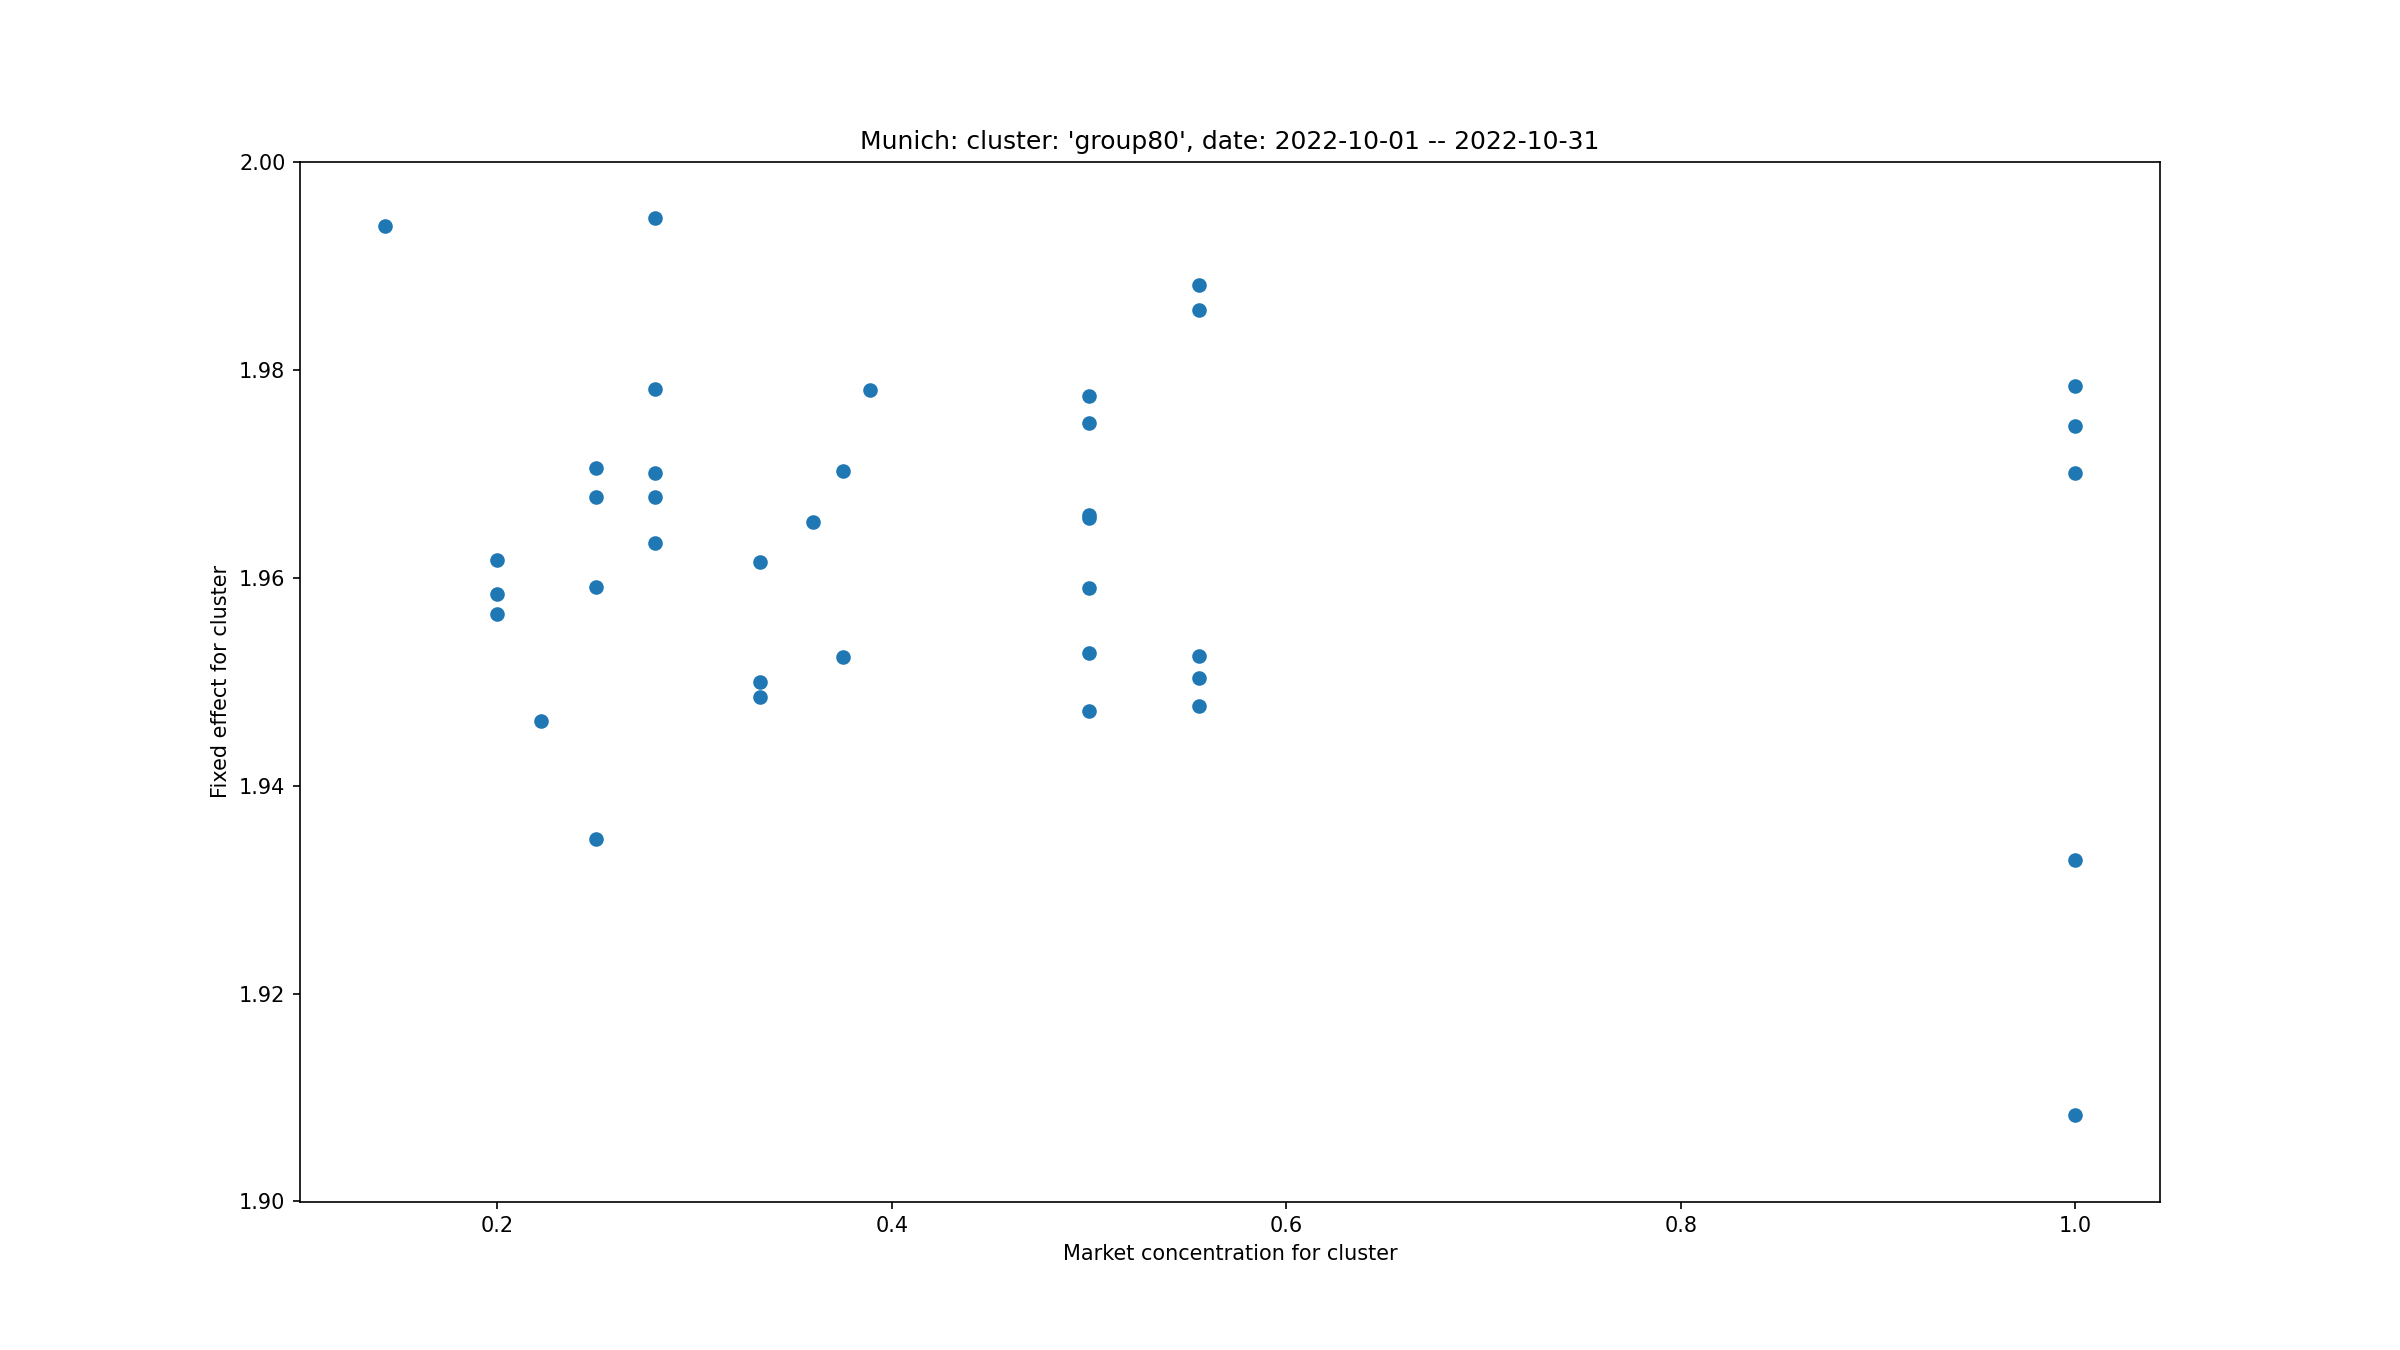 Munich: cluster: 'group80', date: 2022-10-01 -- 2022-10-31
2.00
1.98
1.96
1.94
1.92
1.90
Fixed effect for cluster
0.2 0.4 0.6 0.8 1.0
Market concentration for cluster